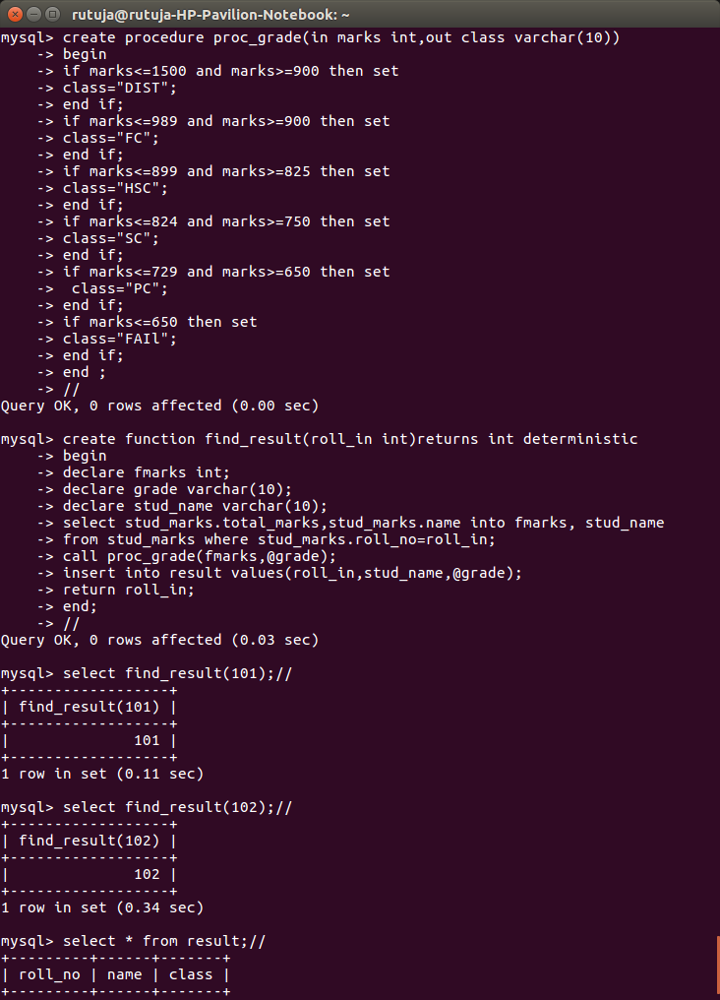 rutuja@rutuja-HP-Pavilion-Notebook: ~
mysql> create procedure proc_grade(in marks int,out class varchar(10))
    -> begin
    -> if marks<=1500 and marks>=900 then set
    -> class="DIST";
    -> end if;
    -> if marks<=989 and marks>=900 then set
    -> class="FC";
    -> end if;
    -> if marks<=899 and marks>=825 then set
    -> class="HSC";
    -> end if;
    -> if marks<=824 and marks>=750 then set
    -> class="SC";
    -> end if;
    -> if marks<=729 and marks>=650 then set
    ->  class="PC";
    -> end if;
    -> if marks<=650 then set
    -> class="FAIl";
    -> end if;
    -> end ;
    -> //
Query OK, 0 rows affected (0.00 sec)

mysql> create function find_result(roll_in int)returns int deterministic
    -> begin
    -> declare fmarks int;
    -> declare grade varchar(10);
    -> declare stud_name varchar(10);
    -> select stud_marks.total_marks,stud_marks.name into fmarks, stud_name
    -> from stud_marks where stud_marks.roll_no=roll_in;
    -> call proc_grade(fmarks,@grade);
    -> insert into result values(roll_in,stud_name,@grade);
    -> return roll_in;
    -> end;
    -> //
Query OK, 0 rows affected (0.03 sec)

mysql> select find_result(101);//
+------------------+
| find_result(101) |
+------------------+
|              101 |
+------------------+
1 row in set (0.11 sec)

mysql> select find_result(102);//
+------------------+
| find_result(102) |
+------------------+
|              102 |
+------------------+
1 row in set (0.34 sec)

mysql> select * from result;//
+---------+------+-------+
| roll_no | name | class |
+---------+------+-------+